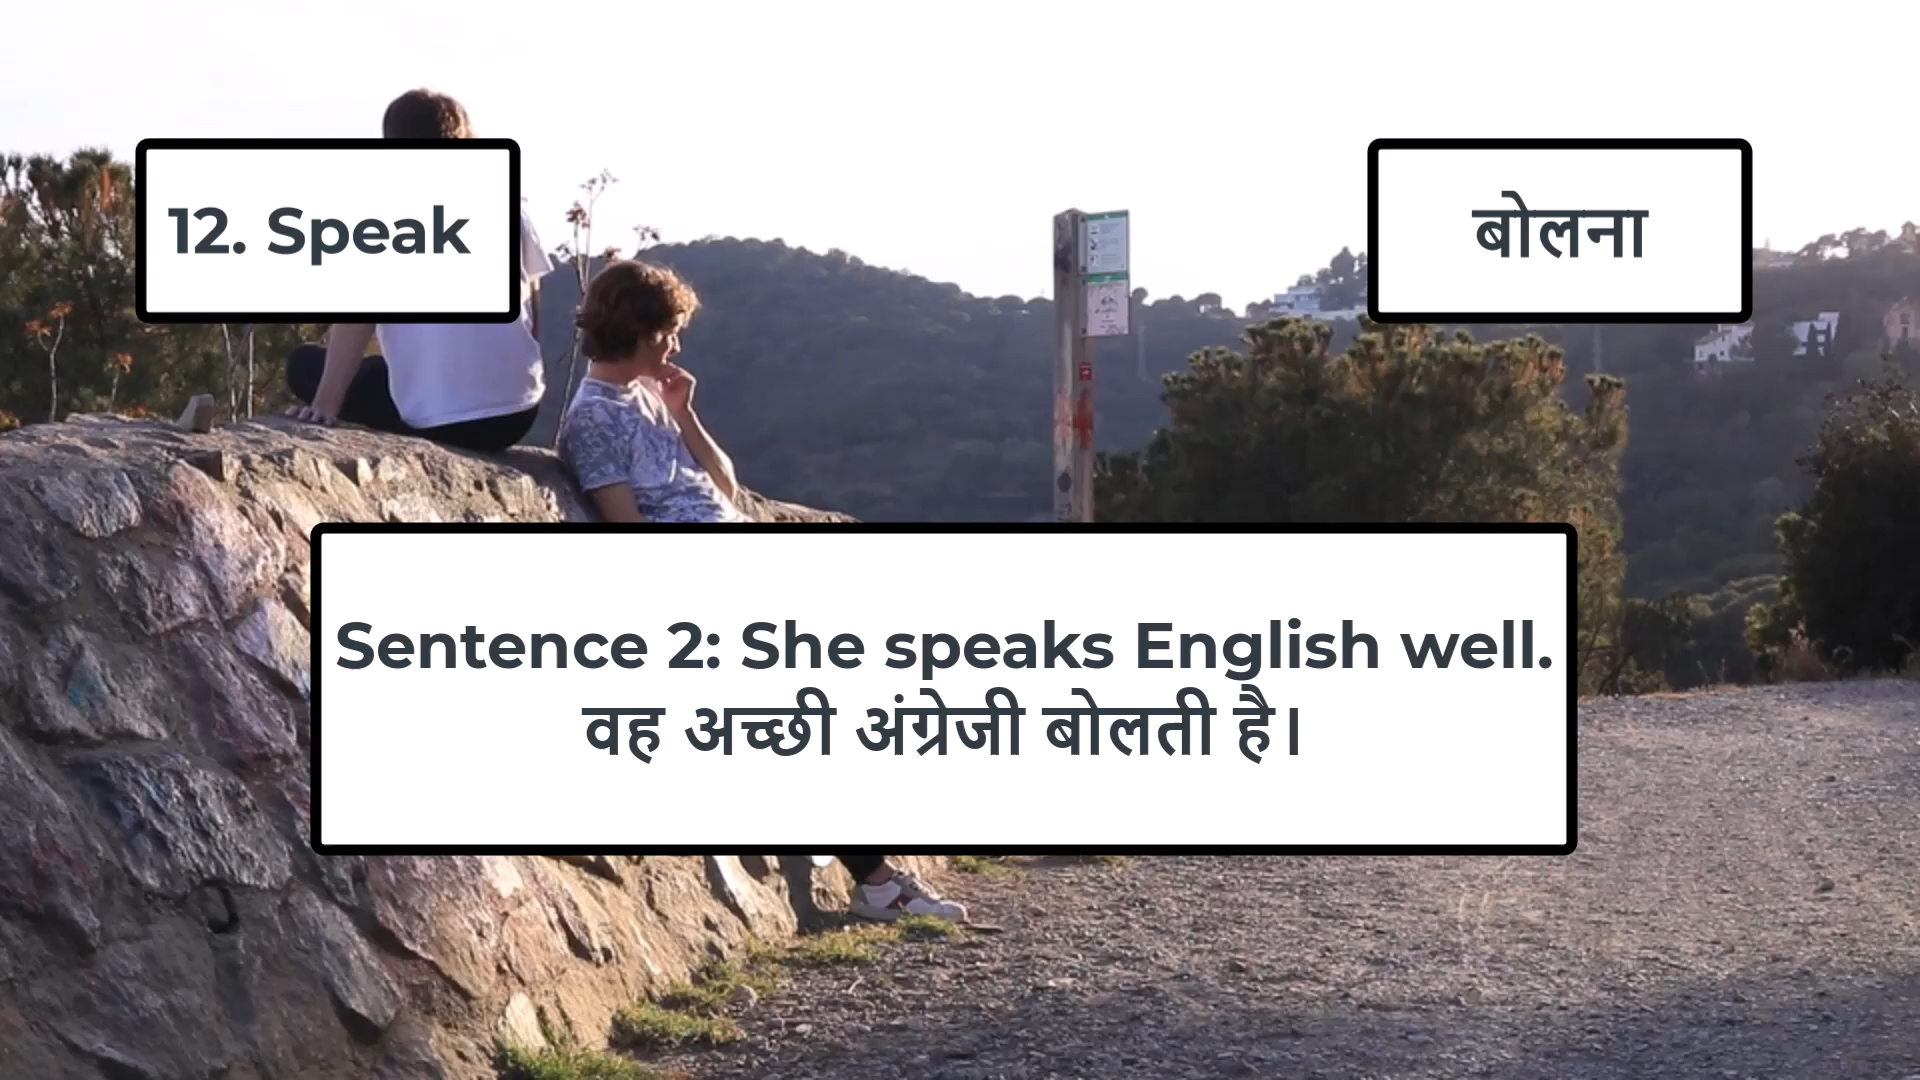 12. Speak
बोलना
Sentence 2: She speaks English well.
वह अच्छी अंग्रेजी बोलती है।